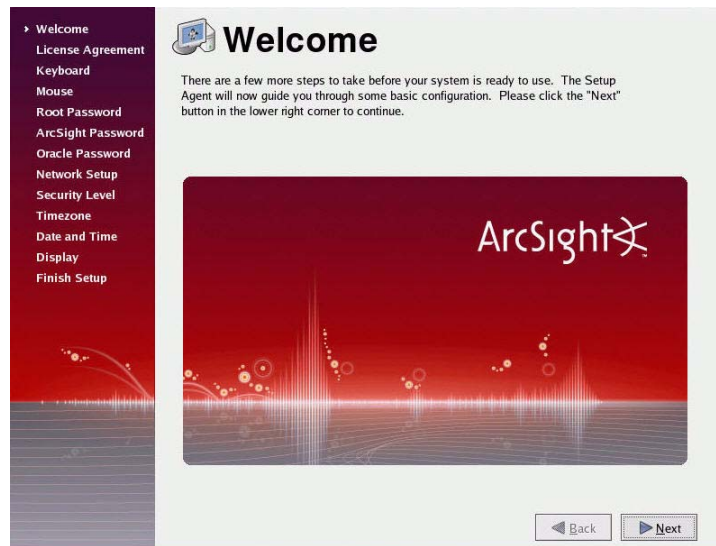 Welcome
License Agreement
Keyboard
Mouse
Root Password
ArcSight Password
Oracle Password
Network Setup
Security Level
Timezone
Date and Time
Display
Finish Setup
Welcome
There are a few more steps to take before your system is ready to use. The Setup
Agent will now guide you through some basic configuration. Please click the "Next"
button in the lower right corner to continue.
ArcSight
Back
Next